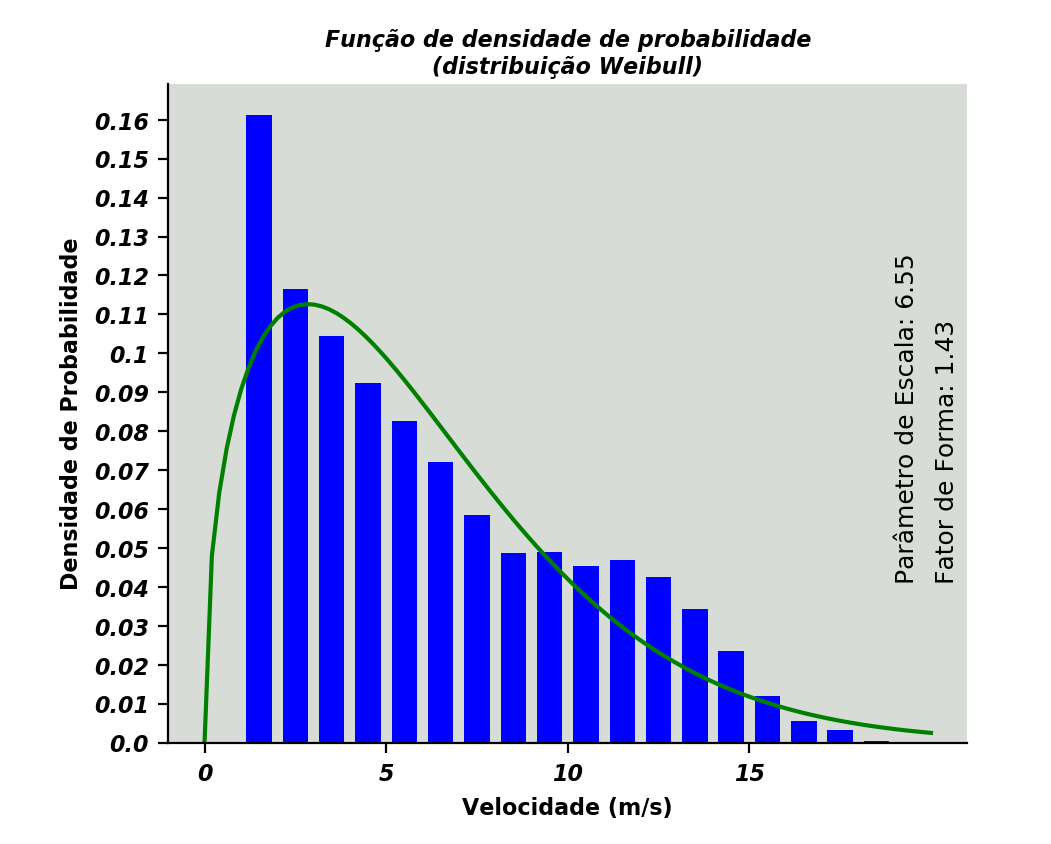 Função de densidade de probabilidade
(distribuição Weibull)
0.16
0.15
0.14
0.13
0.12
0.11
0.1
0.09
0.08
0.07
0.06
0.05
0.04
0.03
0.02
0.01
0.0
Densidade de Probabilidade
Parâmetro de Escala: 6.55
Fator de Forma: 1.43
0 5 10 15
Velocidade (m/s)